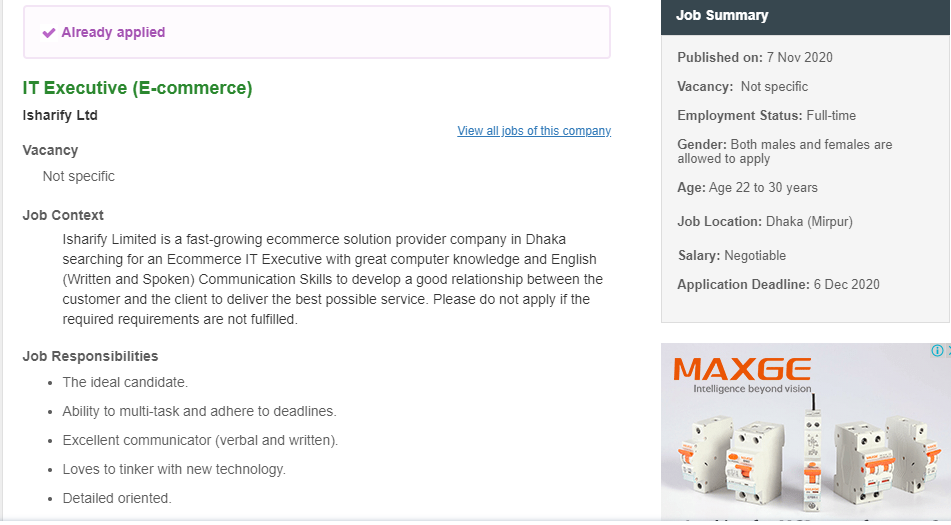 Already applied
IT Executive (E-commerce)
Isharify Ltd
View all jobs of this company
Vacancy
Not specific
Job Context
Isharify Limited is a fast-growing ecommerce solution provider company in Dhaka
searching for an Ecommerce IT Executive with great computer knowledge and English
(Written and Spoken) Communication Skills to develop a good relationship between the
customer and the client to deliver the best possible service. Please do not apply if the
required requirements are not fulfilled.
Job Responsibilities
• The ideal candidate.
• Ability to multi-task and adhere to deadlines.
• Excellent communicator (verbal and written).
• Loves to tinker with new technology.
• Detailed oriented.
Job Summary
Published on: 7 Nov 2020
Vacancy: Not specific
Employment Status: Full-time
Gender: Both males and females are
allowed to apply
Age: Age 22 to 30 years
Job Location: Dhaka (Mirpur)
Salary: Negotiable
Application Deadline: 6 Dec 2020
MAXGE
Intelligence beyond vision